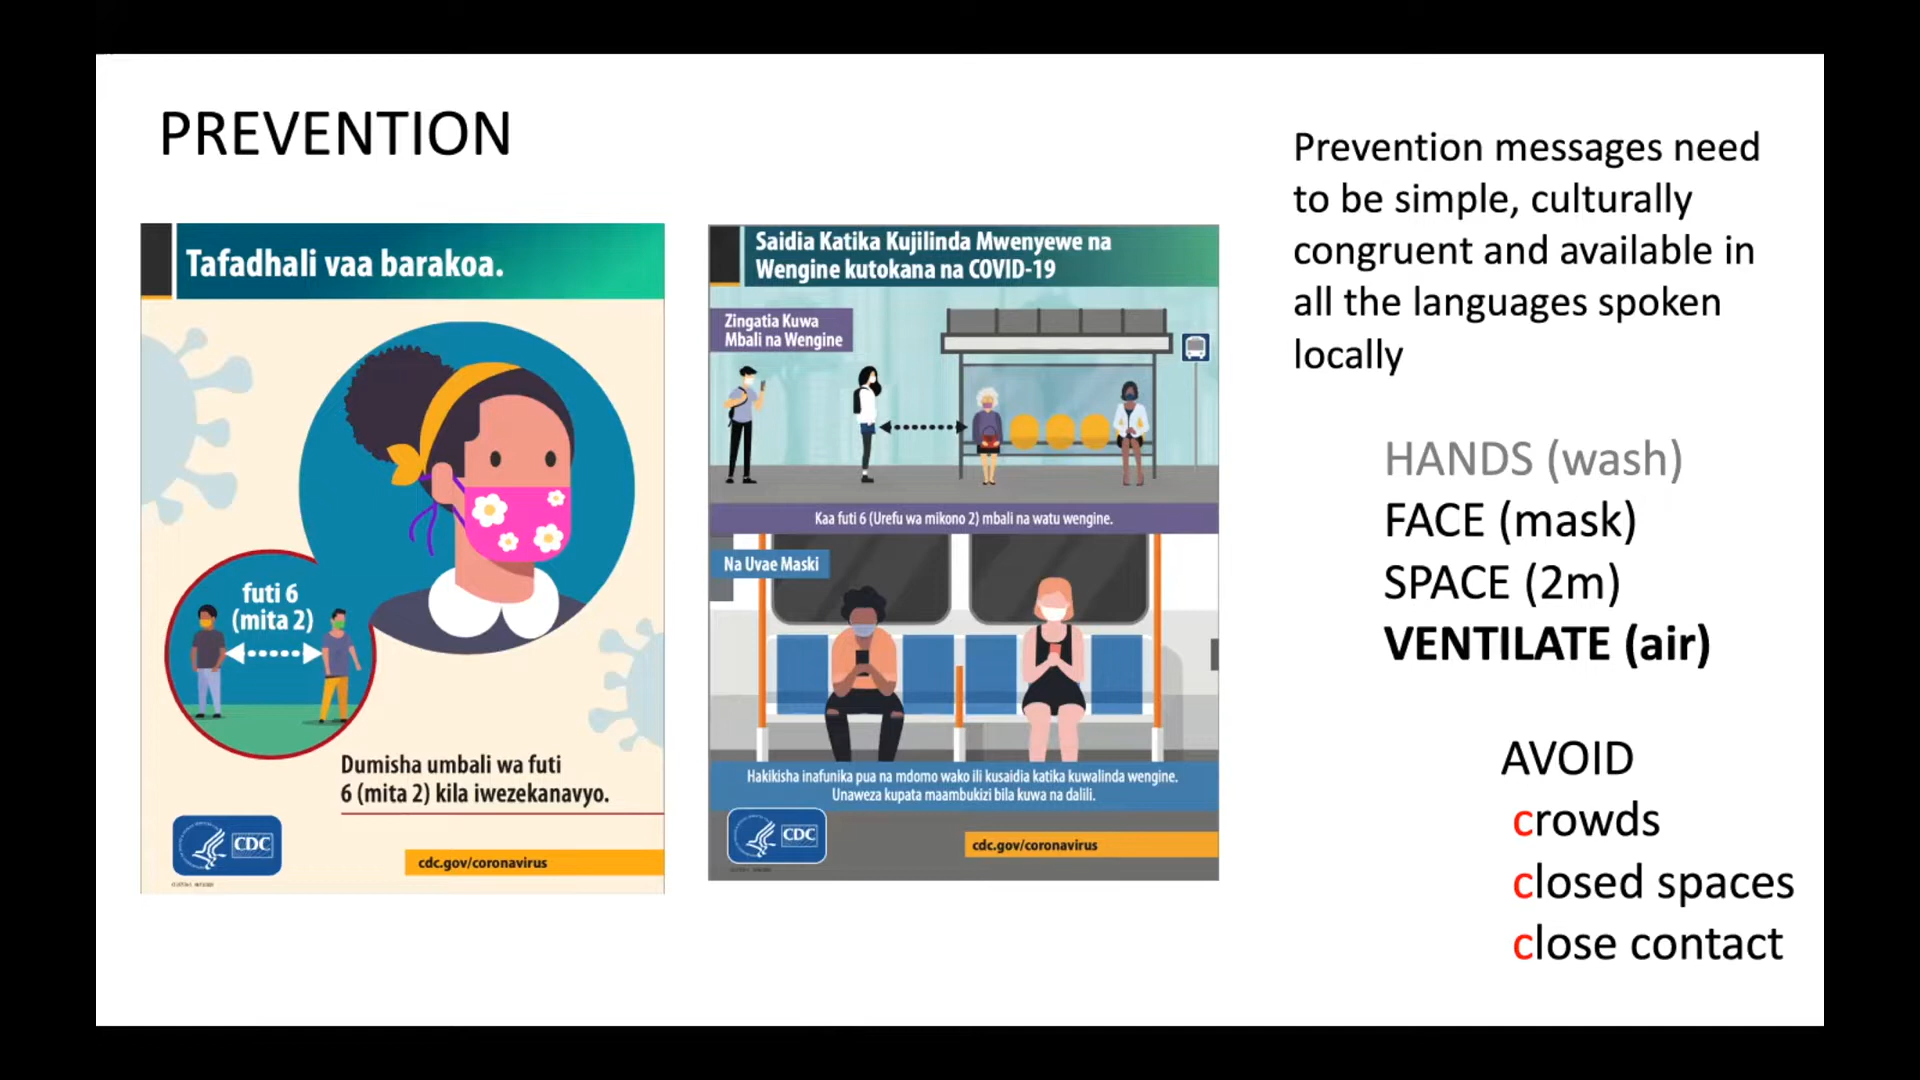 PREVENTION
Tafadhali vaa barakoa.
futi 6
(mita 2)
Dumisha umbali wa futi
6 (mita 2) kila iwezekanavyo.
CDC
cdc.gov/coronavirus
Saidia Katika Kujilinda Mwenyewe na
Wengine kutokana na COVID-19
Zingatia Kuwa
Mbali na Wengine
Kaa futi 6 (Urefu wa mikono 2) mbali na watu wengine.
Na Uvae Maski
Hakikisha inafunika pua na mdomo wako ili kusaidia katika kuwalinda wengine.
Unaweza kupata maambukizi bila kuwa na dalili.
CDC
cdc.gov/coronavirus
Prevention messages need
to be simple, culturally
congruent and available in
all the languages spoken
locally
HANDS (wash)
FACE (mask)
SPACE (2m)
VENTILATE (air)
AVOID
crowds
closed spaces
close contact